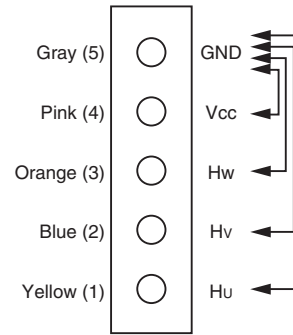 Gray (5) GND
Pink (4) Vcc
Orange (3) Hw
Blue (2) Hv
Yellow (1) Hu